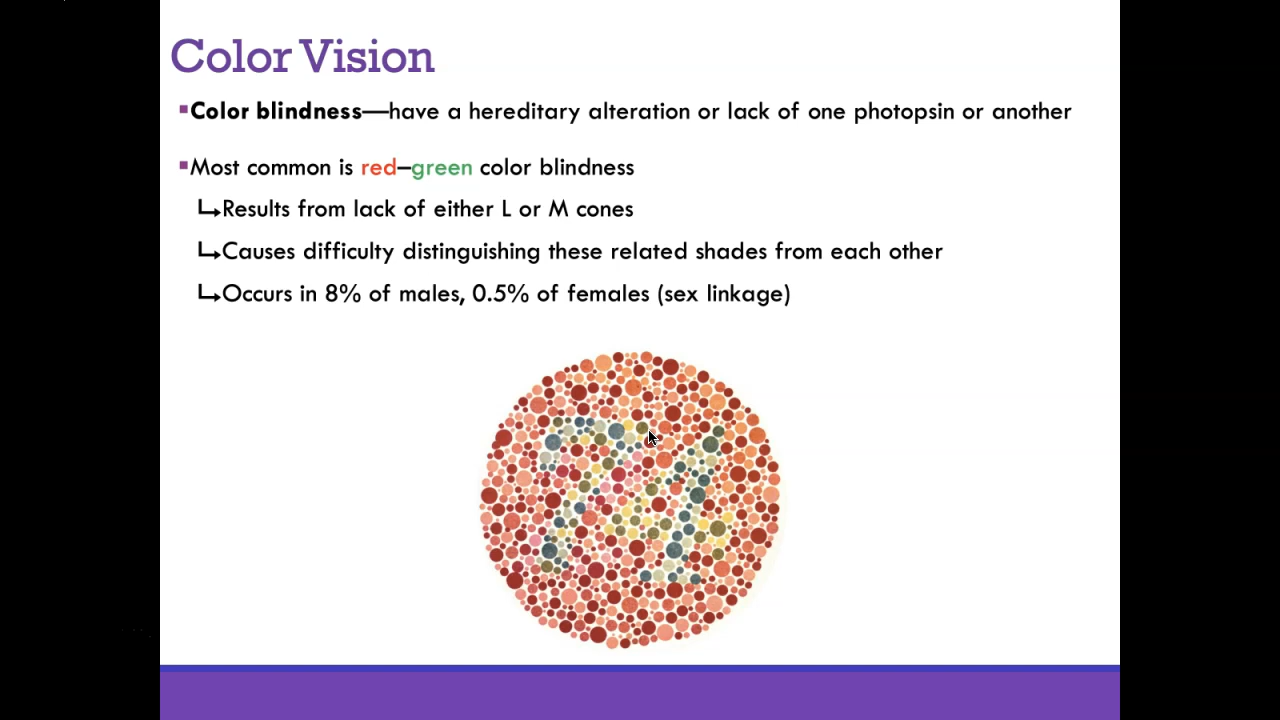 Color Vision
▪Color blindness—have a hereditary alteration or lack of one photopsin or another
▪Most common is red–green color blindness
↳Results from lack of either L or M cones
↳Causes difficulty distinguishing these related shades from each other
↳Occurs in 8% of males, 0.5% of females (sex linkage)
74